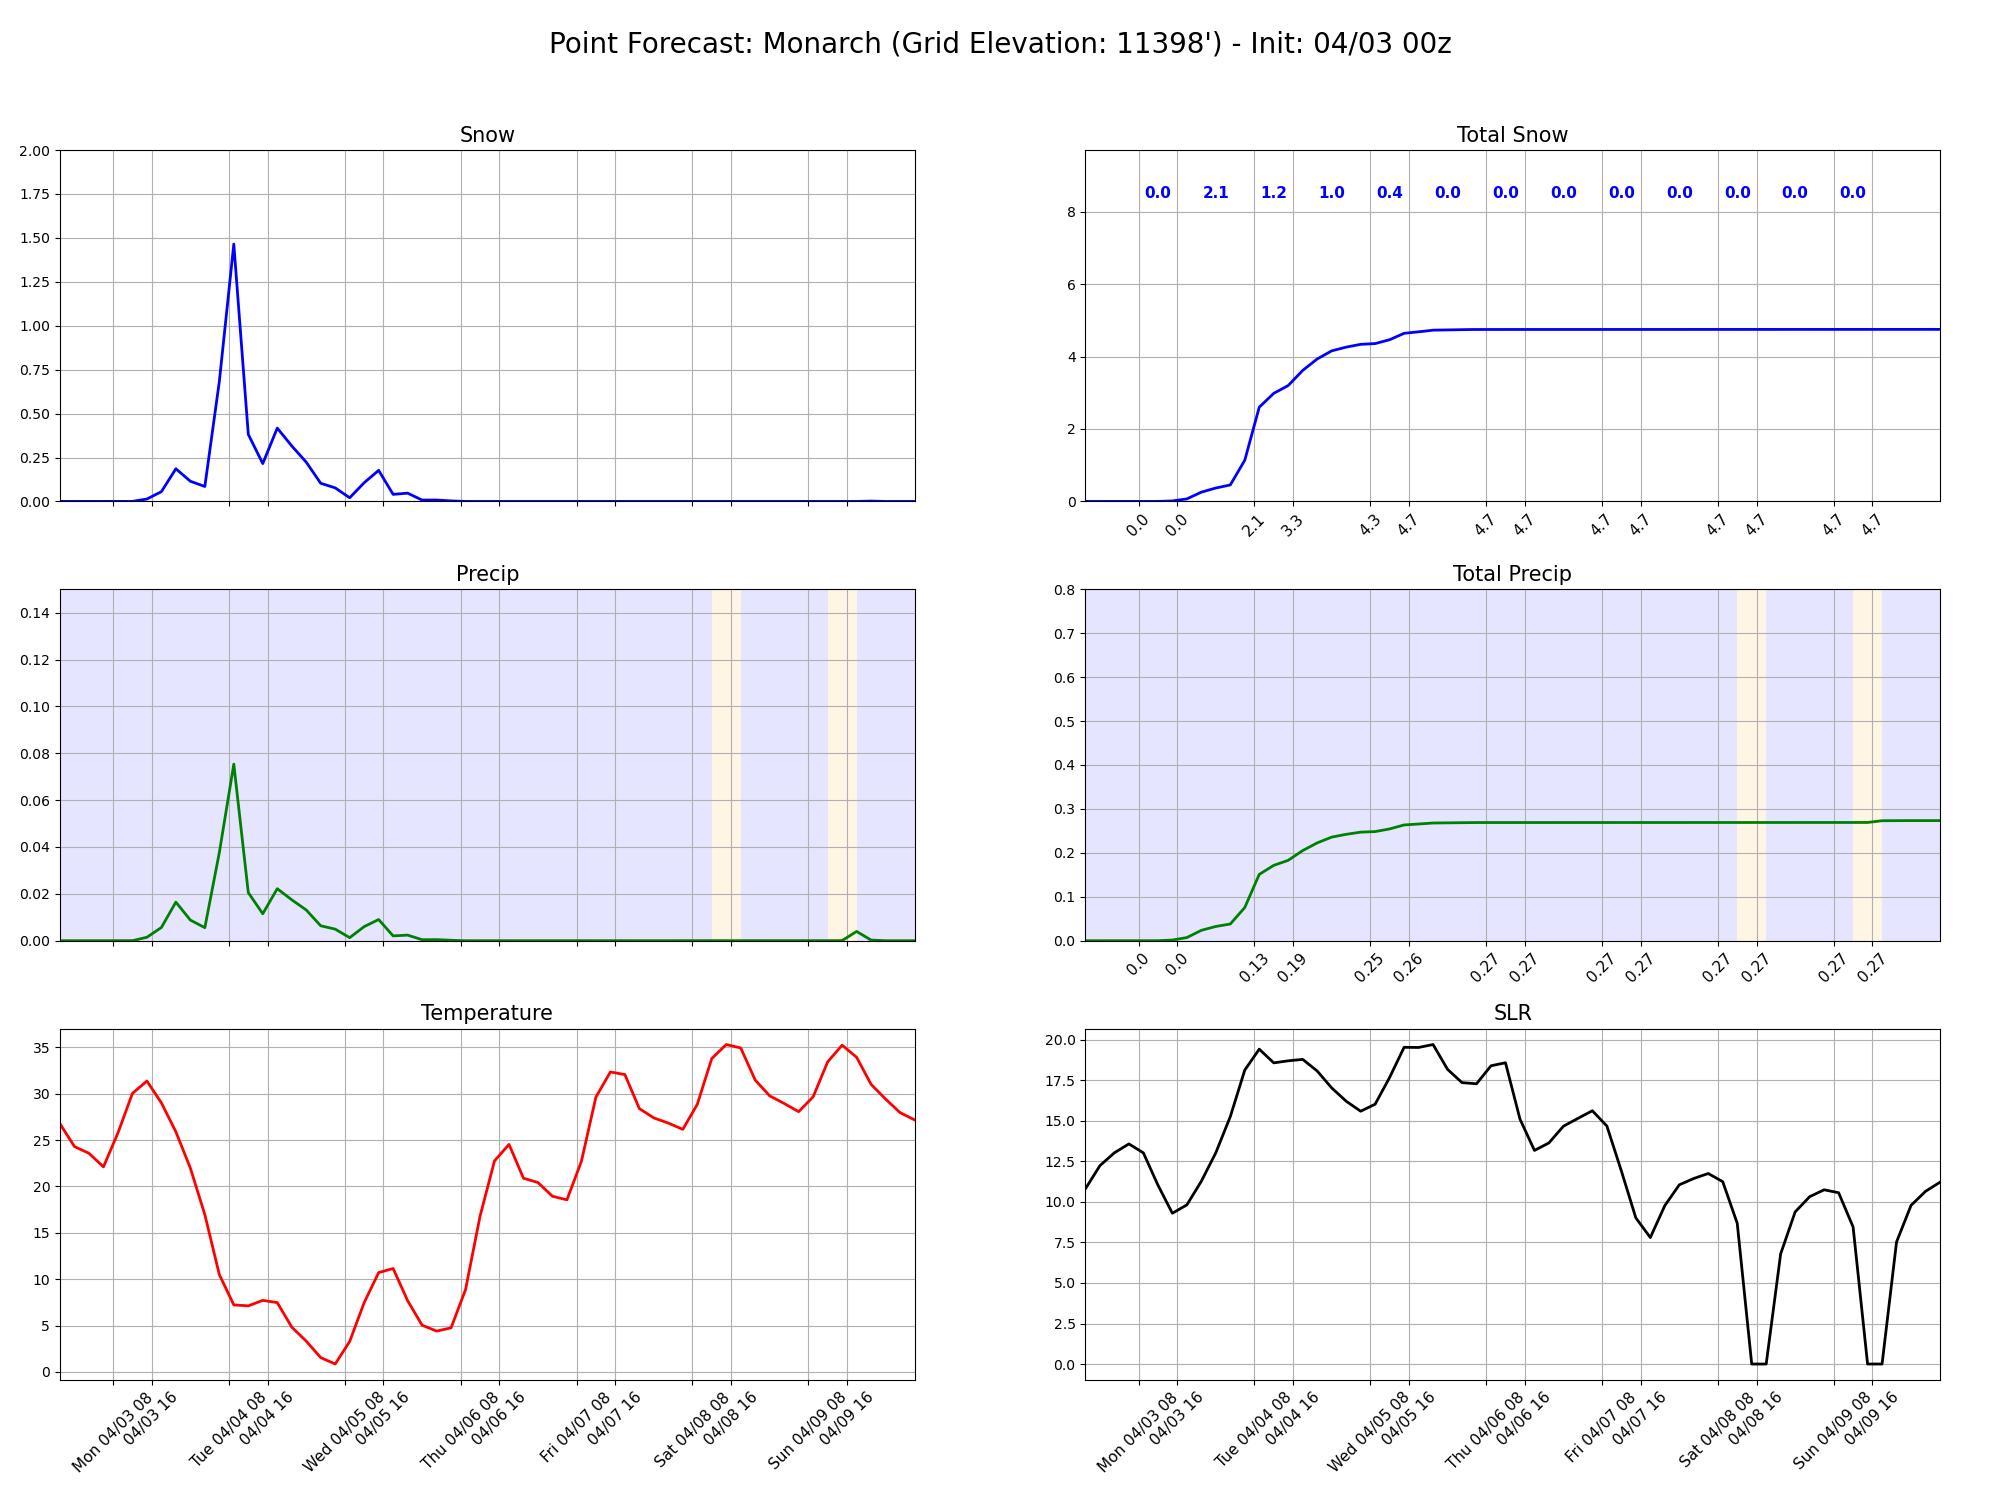 Point Forecast: Monarch (Grid Elevation: 11398') - Init: 04/03 00z
Snow
2.00
1.75
1.50
1.25
1.00
0.75
0.50
0.25
0.00
Total Snow
0.0 2.1 1.2 1.0 0.4 0.0 0.0 0.0 0.0 0.0 0.0 0.0 0.0
8
6
4
2
0
0.0 0.0 2.1 3.3 4.3 4.7 4.7 4.7 4.7 4.7 4.7 4.7 4.7 4.7
Precip
0.14
0.12
0.10
0.08
0.06
0.04
0.02
0.00
Total Precip
0.8
0.7
0.6
0.5
0.4
0.3
0.2
0.1
0.0
0.0 0.0 0.13 0.19 0.25 0.26 0.27 0.27 0.27 0.27 0.27 0.27 0.27 0.27
Temperature
35
30
25
20
15
10
5
0
Mon 04/03 08
04/03 16
Tue 04/04 08
04/04 16
Wed 04/05 08
04/05 16
Thu 04/06 08
04/06 16
Fri 04/07 08
04/07 16
Sat 04/08 08
04/08 16
Sun 04/09 08
04/09 16
SLR
20.0
17.5
15.0
12.5
10.0
7.5
5.0
2.5
0.0
Mon 04/03 08
04/03 16
Tue 04/04 08
04/04 16
Wed 04/05 08
04/05 16
Thu 04/06 08
04/06 16
Fri 04/07 08
04/07 16
Sat 04/08 08
04/08 16
Sun 04/09 08
04/09 16